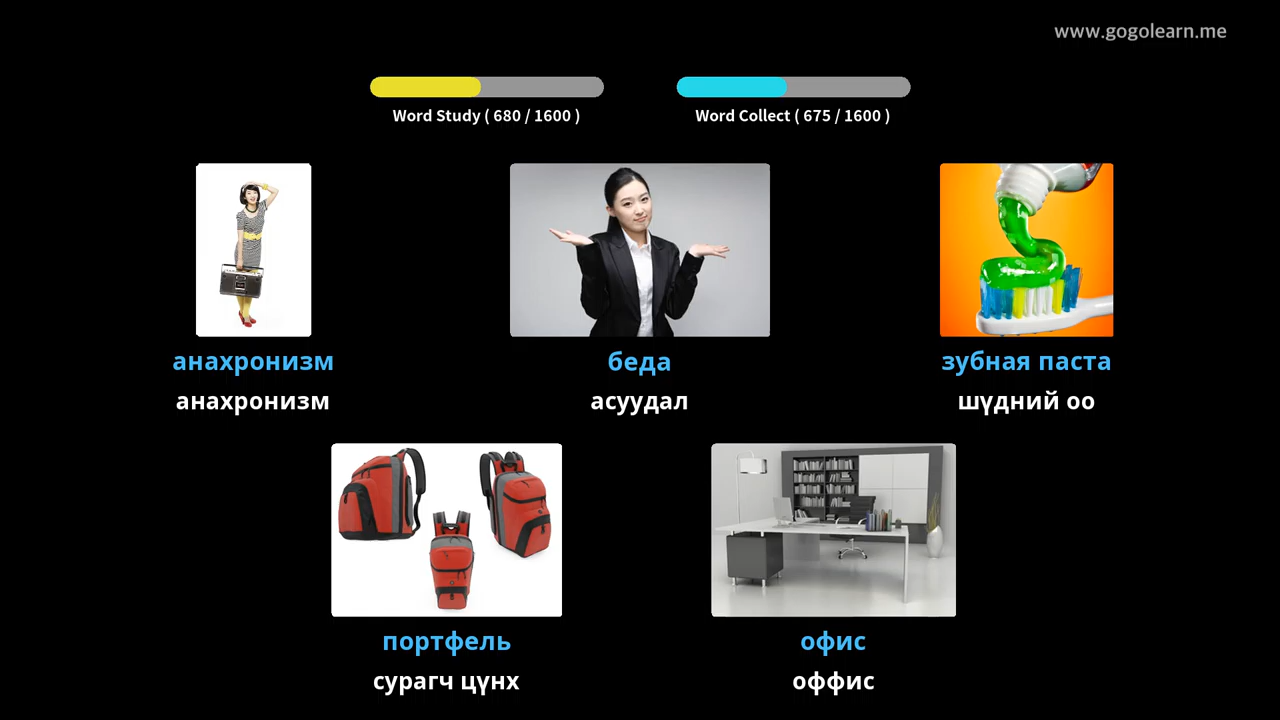 www.gogolearn.me
Word Study ( 680 / 1600 )
Word Collect ( 675 / 1600 )
анахронизм
анахронизм
беда
асуудал
зубная паста
шүдний оо
портфель
сурагч цүнх
офис
оффис